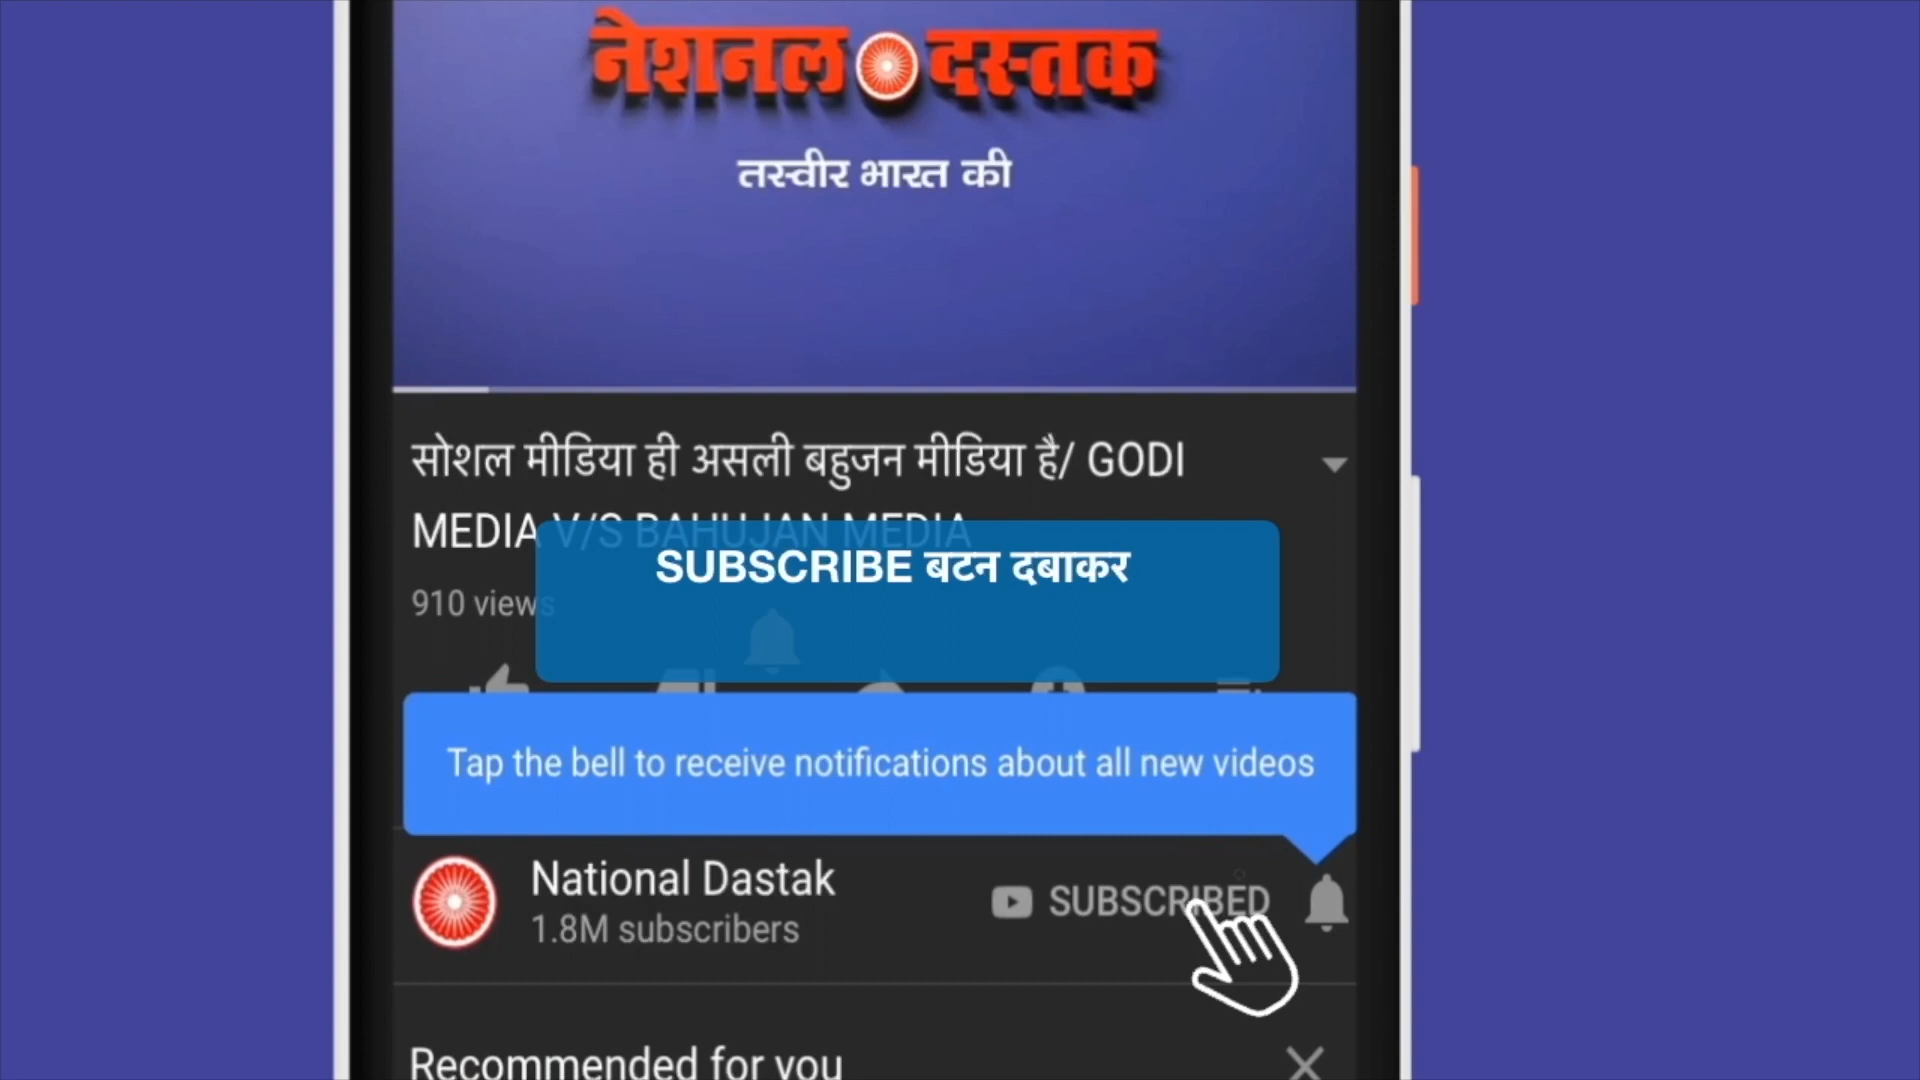 नेशनल दस्तक
तस्वीर भारत की
सोशल मीडिया ही असली बहुजन मीडिया है/ GODI
MEDIA V/S BAHUJAN MEDIA
SUBSCRIBE बटन दबाकर
910 views
Tap the bell to receive notifications about all new videos
National Dastak
1.8M subscribers
SUBSCRIBED
Recommended for you